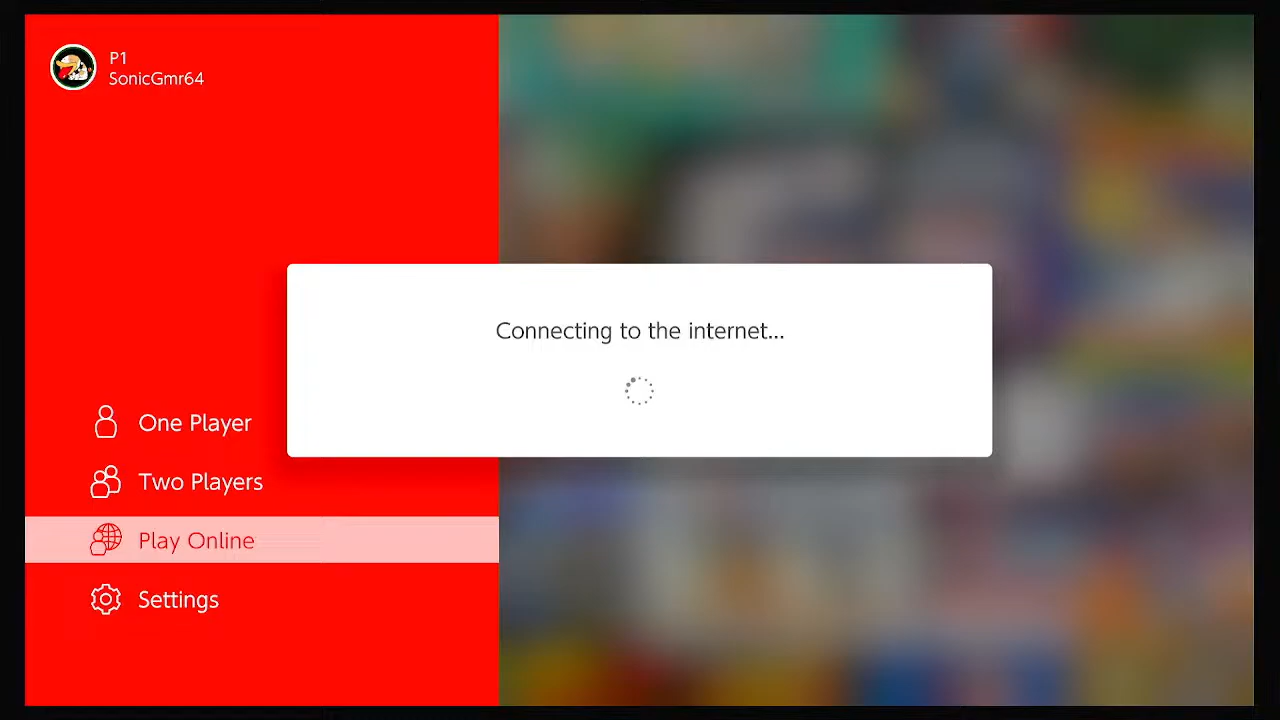 P1
SonicGmr64
Connecting to the internet...
One Player
Two Players
Play Online
Settings